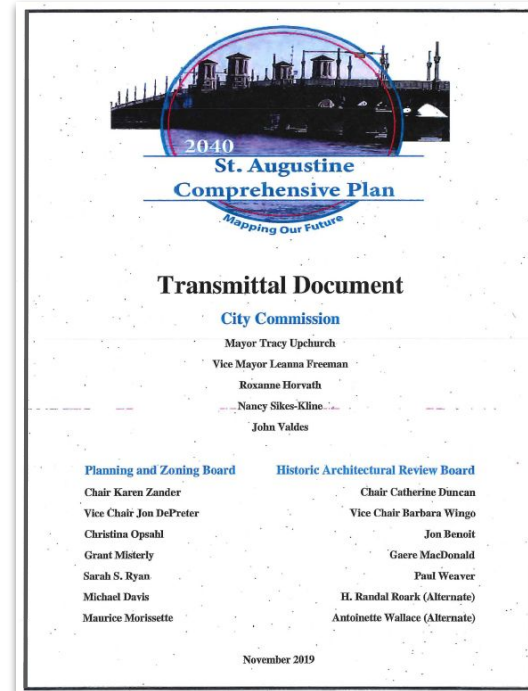 2040
St. Augustine
Comprehensive Plan
Mapping Our Future
Transmittal Document
City Commission
Mayor Tracy Upchurch
Vice Mayor Leanna Freeman
Roxanne Horvath
Nancy Sikes-Kline
John Valdes
Planning and Zoning Board
Chair Karen Zander
Vice Chair Jon DePreter
Christina Opsahl
Grant Misterly
Sarah S. Ryan
Michael Davis
Maurice Morissette
Historic Architectural Review Board
Chair Catherine Duncan
Vice Chair Barbara Wingo
Jon Benoit
Gaere MacDonald
Paul Weaver
H. Randal Roark (Alternate)
Antoinette Wallace (Alternate)
November 2019